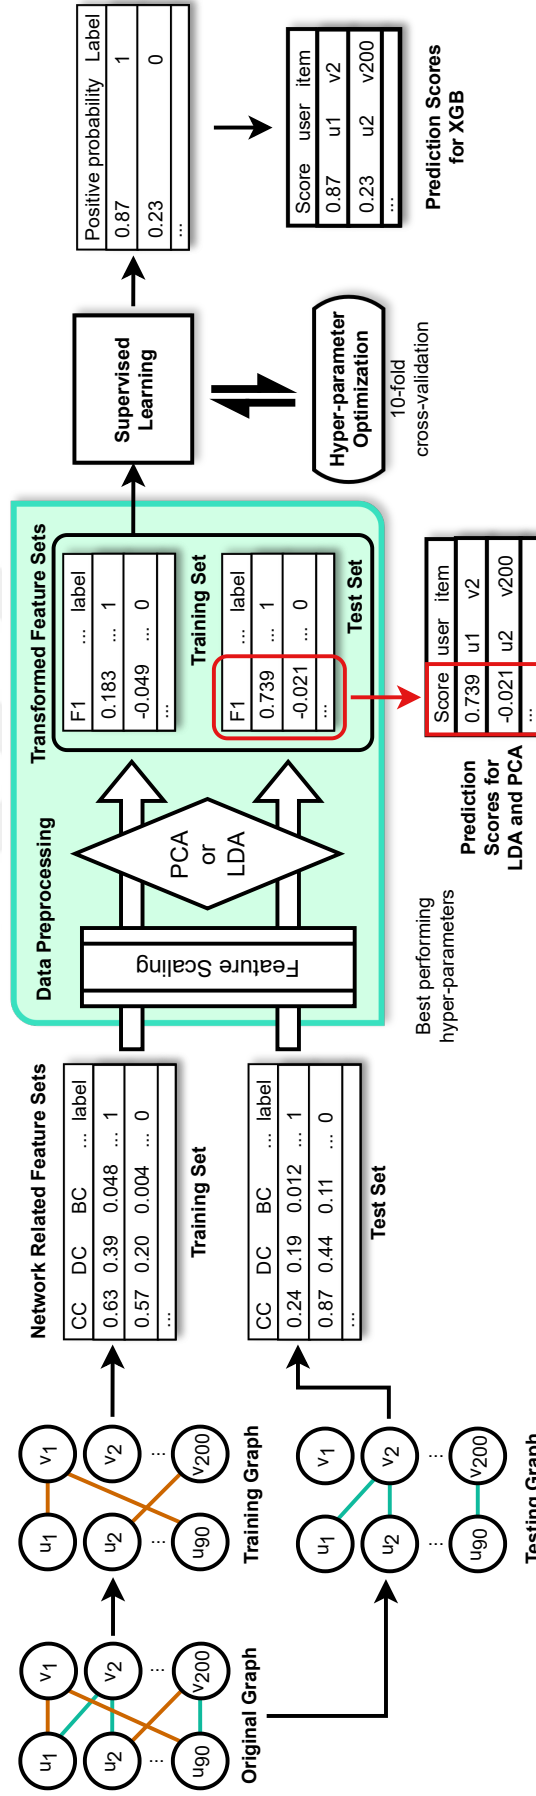 u1 v1
u2 v2
... ...
u90 v200
Original Graph
u1 v1
u2 v2
... ...
u90 v200
Training Graph
u1 v1
u2 v2
... ...
u90 v200
Testing Graph
Network Related Feature Sets
CC DC BC ... label
0.63 0.39 0.048 ... 1
0.57 0.20 0.004 ... 0
...
Training Set
CC DC BC ... label
0.24 0.19 0.012 ... 1
0.87 0.44 0.11 ... 0
...
Test Set
Data Preprocessing
Feature Scaling
PCA
or
LDA
Best performing
hyper-parameters
Transformed Feature Sets
F1 ... label
0.183 ... 1
-0.049 ... 0
...
Training Set
F1 ... label
0.739 ... 1
-0.021 ... 0
...
Test Set
Score user item
0.739 u1 v2
-0.021 u2 v200
...
Prediction
Scores for
LDA and PCA
Supervised
Learning
Hyper-parameter
Optimization
10-fold
cross-validation
Positive probability Label
0.87 1
0.23 0
...
Score user item
0.87 u1 v2
0.23 u2 v200
...
Prediction Scores
for XGB